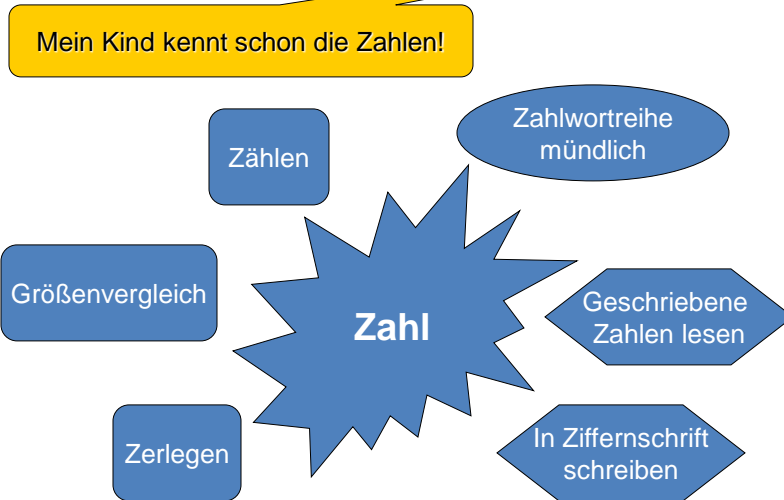 Mein Kind kennt schon die Zahlen!
Zahlwortreihe
mündlich
Zählen
Größenvergleich
Zahl
Geschriebene
Zahlen lesen
Zerlegen
In Ziffernschrift
schreiben